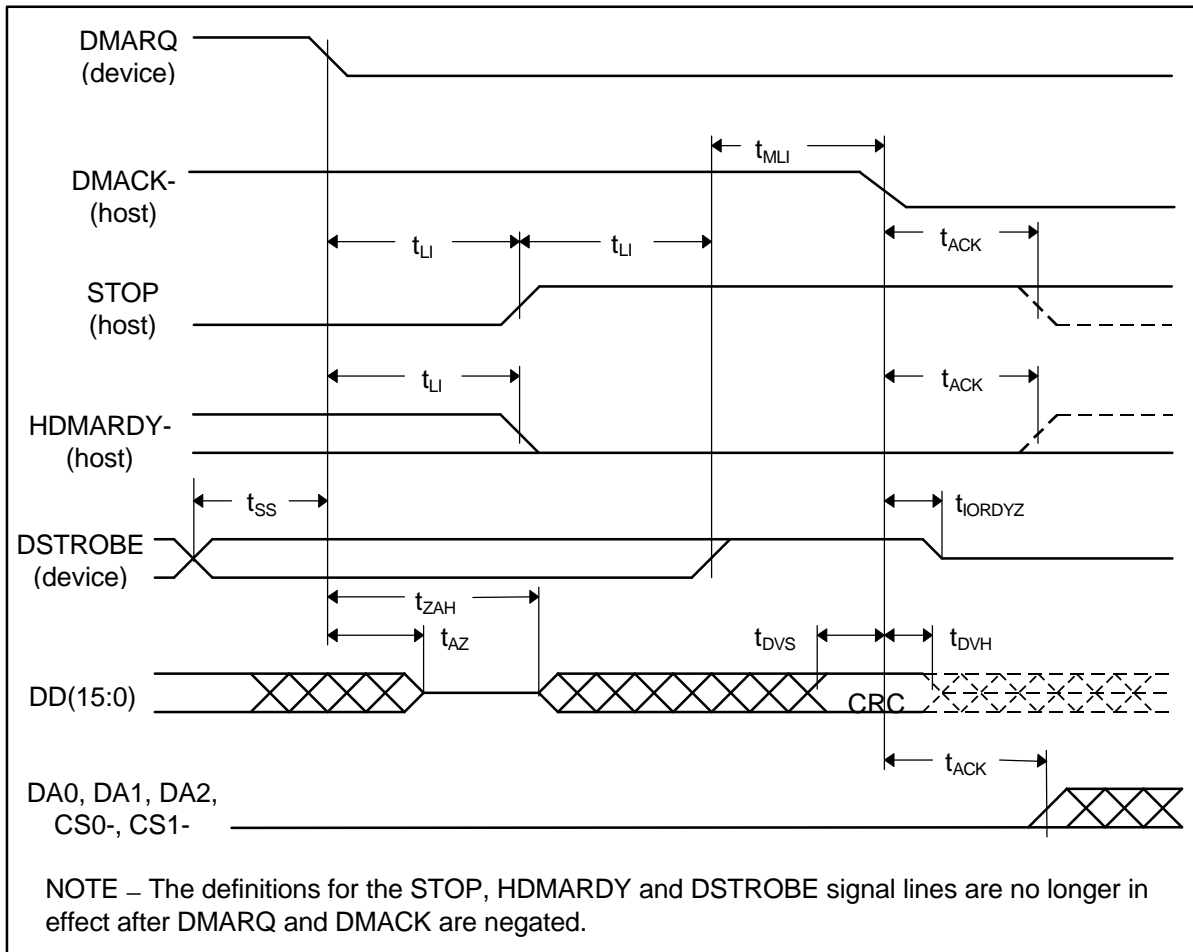 DMARQ
(device)
tMLI
DMACK-
(host)
tLI
tLI
tACK
STOP
(host)
tLI
tACK
HDMARDY-
(host)
tSS
tIORDYZ
DSTROBE
(device)
tZAH
tAZ
tDVS
tDVH
DD(15:0)
CRC
tACK
DA0, DA1, DA2,
CS0-, CS1-
NOTE – The definitions for the STOP, HDMARDY and DSTROBE signal lines are no longer in
effect after DMARQ and DMACK are negated.